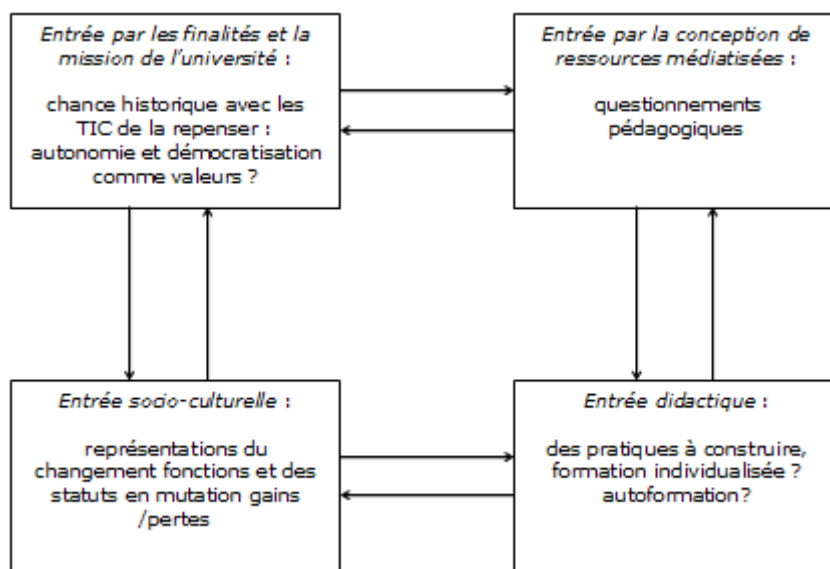 Entrée par les finalités et la
mission de l'université :
chance historique avec les
TIC de la repenser :
autonomie et démocratisation
comme valeurs ?
Entrée par la conception de
ressources médiatisées :
questionnements
pédagogiques
Entrée socio-culturelle :
représentations du
changement fonctions et des
statuts en mutation gains
/pertes
Entrée didactique :
des pratiques à construire,
formation individualisée ?
autoformation?